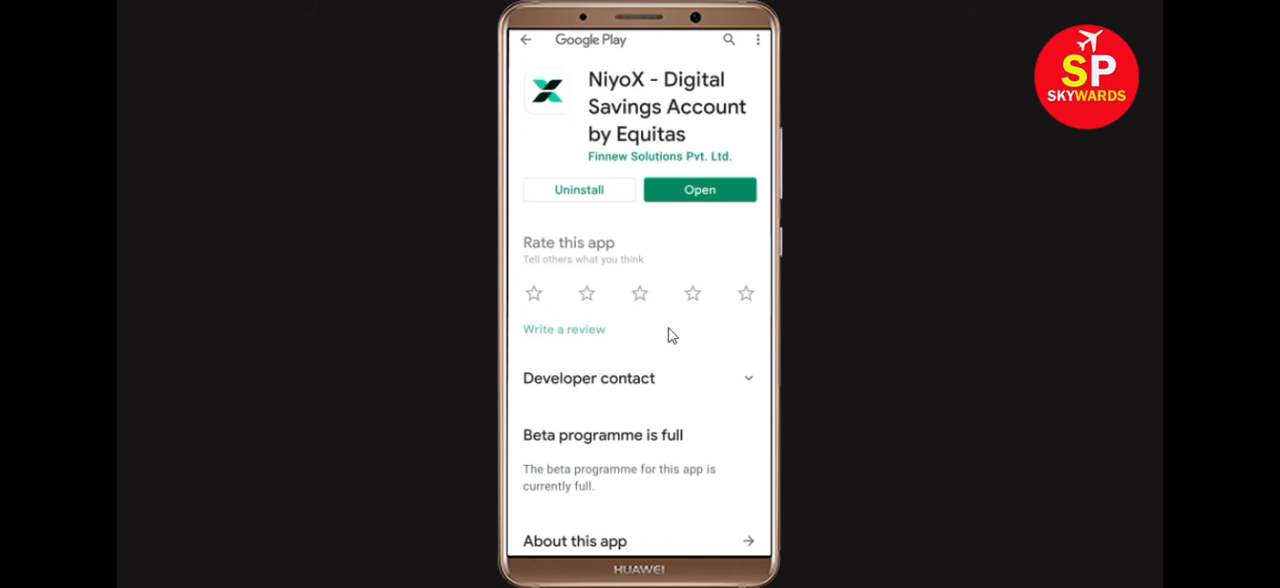 Google Play
NiyoX - Digital
Savings Account
by Equitas
Finnew Solutions Pvt. Ltd.
Uninstall
Open
Rate this app
Tell others what you think
Write a review
Developer contact
Beta programme is full
The beta programme for this app is
currently full.
About this app
HUAWEI
SP
SKYWARDS